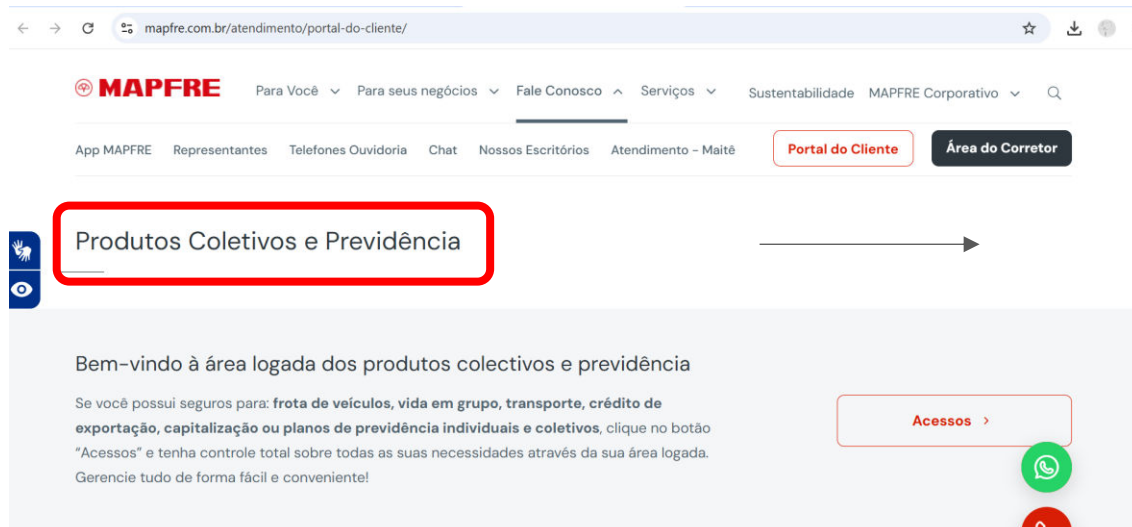 mapfre.com.br/atendimento/portal-do-cliente/
MAPFRE Para Você Para seus negócios Fale Conosco Serviços Sustentabilidade MAPFRE Corporativo
App MAPFRE Representantes Telefones Ouvidoria Chat Nossos Escritórios Atendimento - Maitê Portal do Cliente Área do Corretor
Produtos Coletivos e Previdência
Bem-vindo à área logada dos produtos colectivos e previdência
Se você possui seguros para: frota de veículos, vida em grupo, transporte, crédito de
exportação, capitalização ou planos de previdência individuais e coletivos, clique no botão
"Acessos" e tenha controle total sobre todas as suas necessidades através da sua área logada.
Gerencie tudo de forma fácil e conveniente!
Acessos